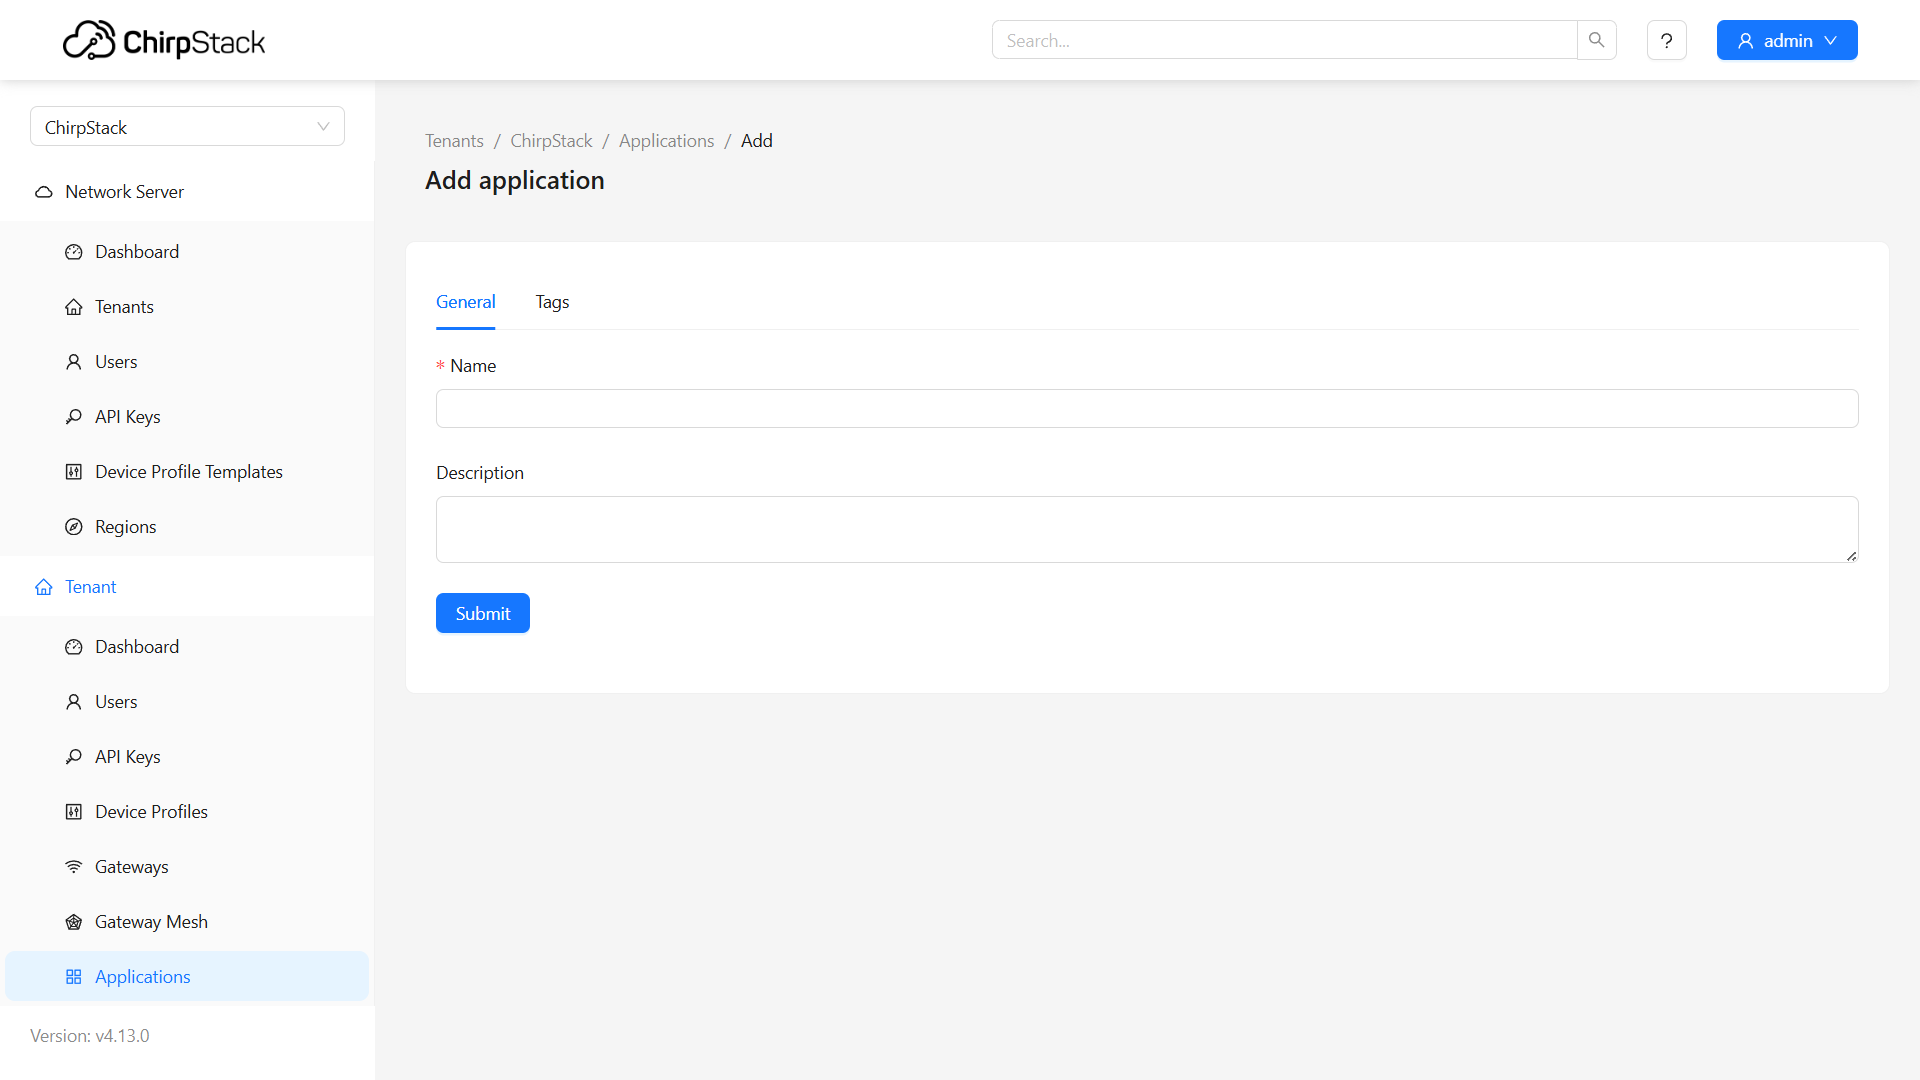 ChirpStack
Search...
?
admin
ChirpStack
Network Server
Dashboard
Tenants
Users
API Keys
Device Profile Templates
Regions
Tenant
Dashboard
Users
API Keys
Device Profiles
Gateways
Gateway Mesh
Applications
Version: v4.13.0
Tenants / ChirpStack / Applications / Add
Add application
General Tags
* Name
Description
Submit